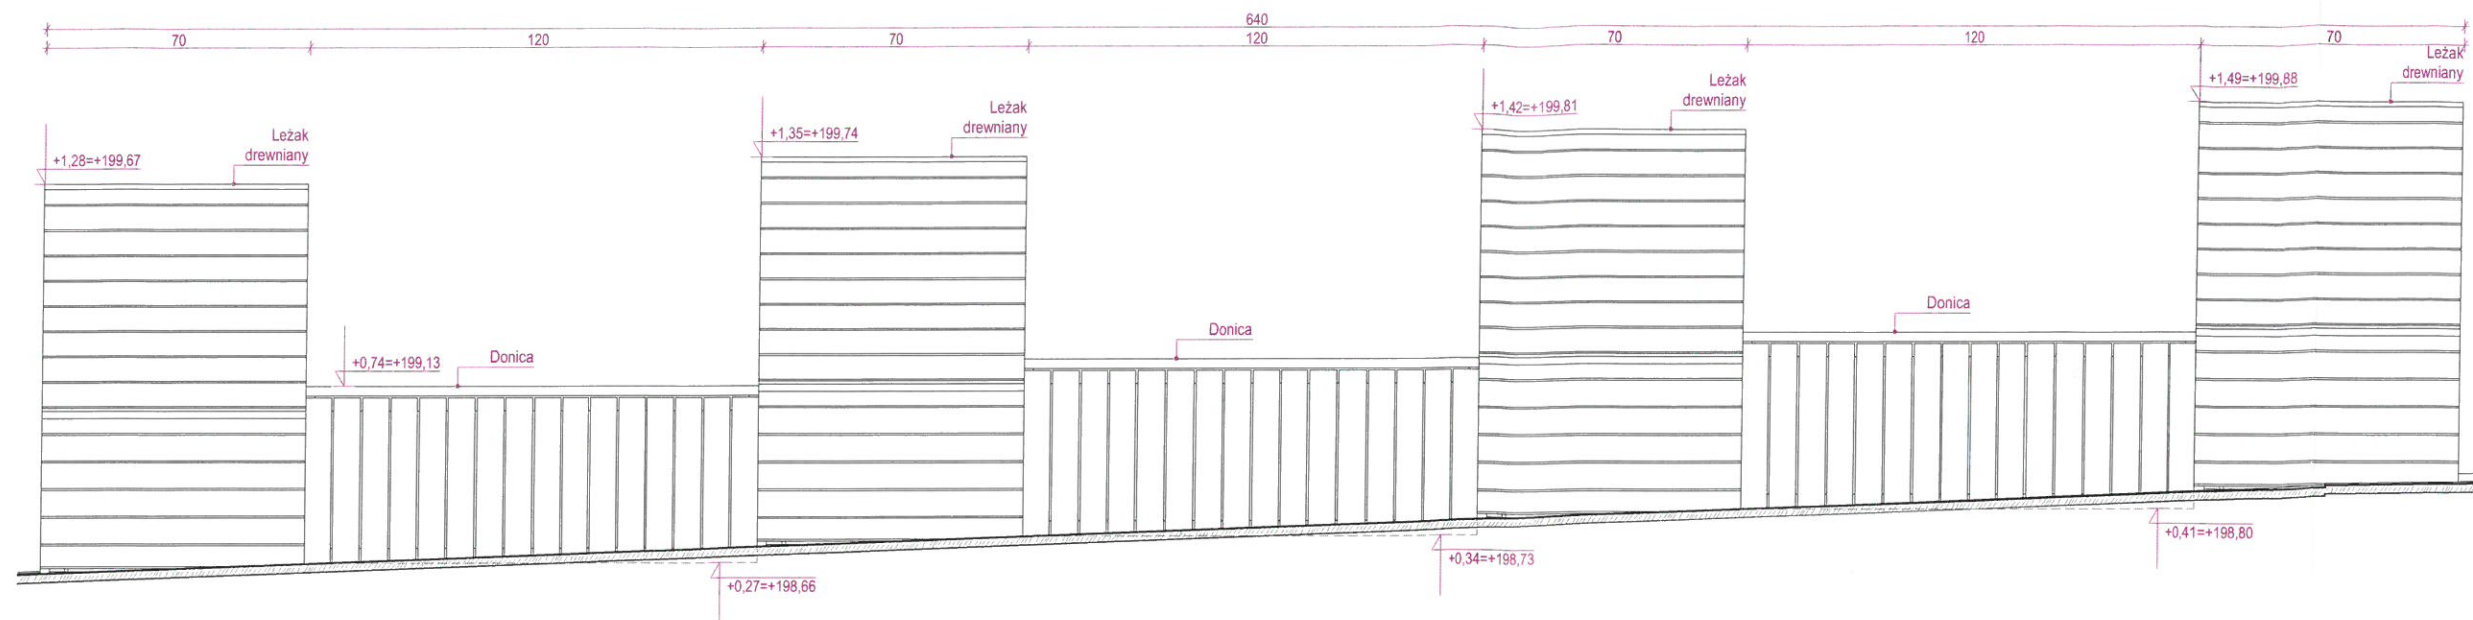 640
70
120
70
120
70
120
70
+1,28=+199,67
Leżak
drewniany
+0,74=+199,13
Donica
+1,35=+199,74
Leżak
drewniany
Donica
+1,42=+199,81
Leżak
drewniany
Donica
+1,49=+199,88
Leżak
drewniany
+0,27=+198,66
+0,34=+198,73
+0,41=+198,80